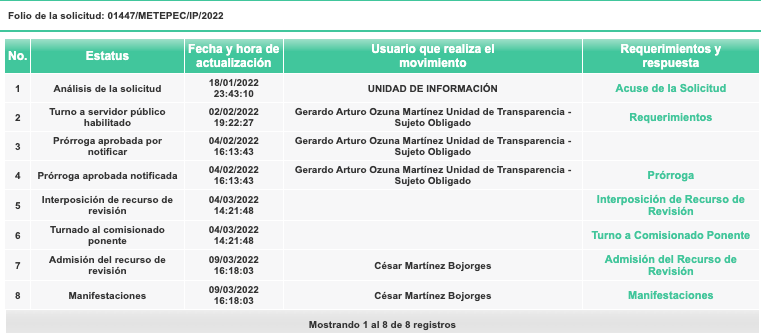 Folio de la solicitud: 01447/METEPEC/IP/2022
No. Estatus Fecha y hora de actualización Usuario que realiza el movimiento Requerimientos y respuesta
1 Análisis de la solicitud 18/01/2022 23:43:10 UNIDAD DE INFORMACIÓN Acuse de la Solicitud
2 Turno a servidor público habilitado 02/02/2022 19:22:27 Gerardo Arturo Ozuna Martínez Unidad de Transparencia - Sujeto Obligado Requerimientos
3 Prórroga aprobada por notificar 04/02/2022 16:13:43 Gerardo Arturo Ozuna Martínez Unidad de Transparencia - Sujeto Obligado
4 Prórroga aprobada notificada 04/02/2022 16:13:43 Gerardo Arturo Ozuna Martínez Unidad de Transparencia - Sujeto Obligado Prórroga
5 Interposición de recurso de revisión 04/03/2022 14:21:48 Interposición de Recurso de Revisión
6 Turnado al comisionado ponente 04/03/2022 14:21:48 Turno a Comisionado Ponente
7 Admisión del recurso de revisión 09/03/2022 16:18:03 César Martínez Bojorges Admisión del Recurso de Revisión
8 Manifestaciones 09/03/2022 16:18:03 César Martínez Bojorges Manifestaciones
Mostrando 1 al 8 de 8 registros